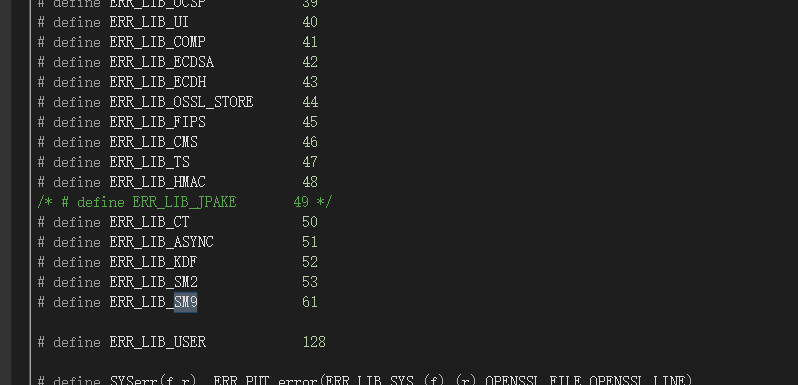 # define ERR_LIB_OCSP 39
# define ERR_LIB_UI 40
# define ERR_LIB_COMP 41
# define ERR_LIB_ECDSA 42
# define ERR_LIB_ECDH 43
# define ERR_LIB_OSSL_STORE 44
# define ERR_LIB_FIPS 45
# define ERR_LIB_CMS 46
# define ERR_LIB_TS 47
# define ERR_LIB_HMAC 48
/* # define ERR_LIB_JPAKE 49 */
# define ERR_LIB_CT 50
# define ERR_LIB_ASYNC 51
# define ERR_LIB_KDF 52
# define ERR_LIB_SM2 53
# define ERR_LIB_SM9 61
# define ERR_LIB_USER 128
# define SYSerr(f,r) ERR_PUT_error(ERR_LIB_SYS,(f),(r),OPENSSL_FILE,OPENSSL_LINE)